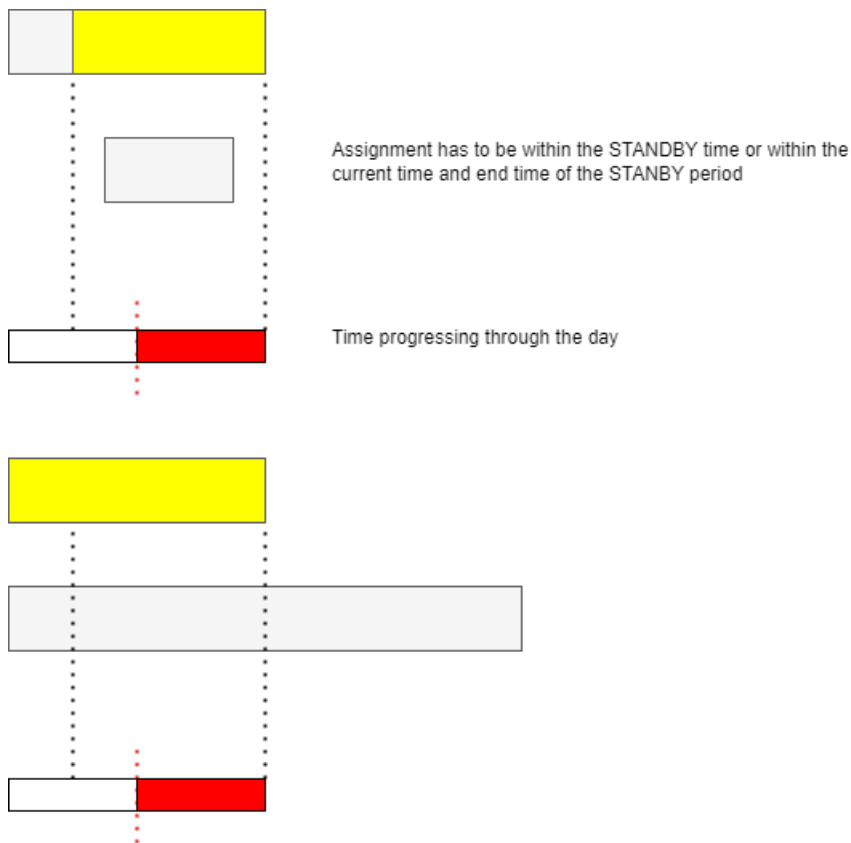 Assignment has to be within the STANDBY time or within the
current time and end time of the STANBY period
Time progressing through the day